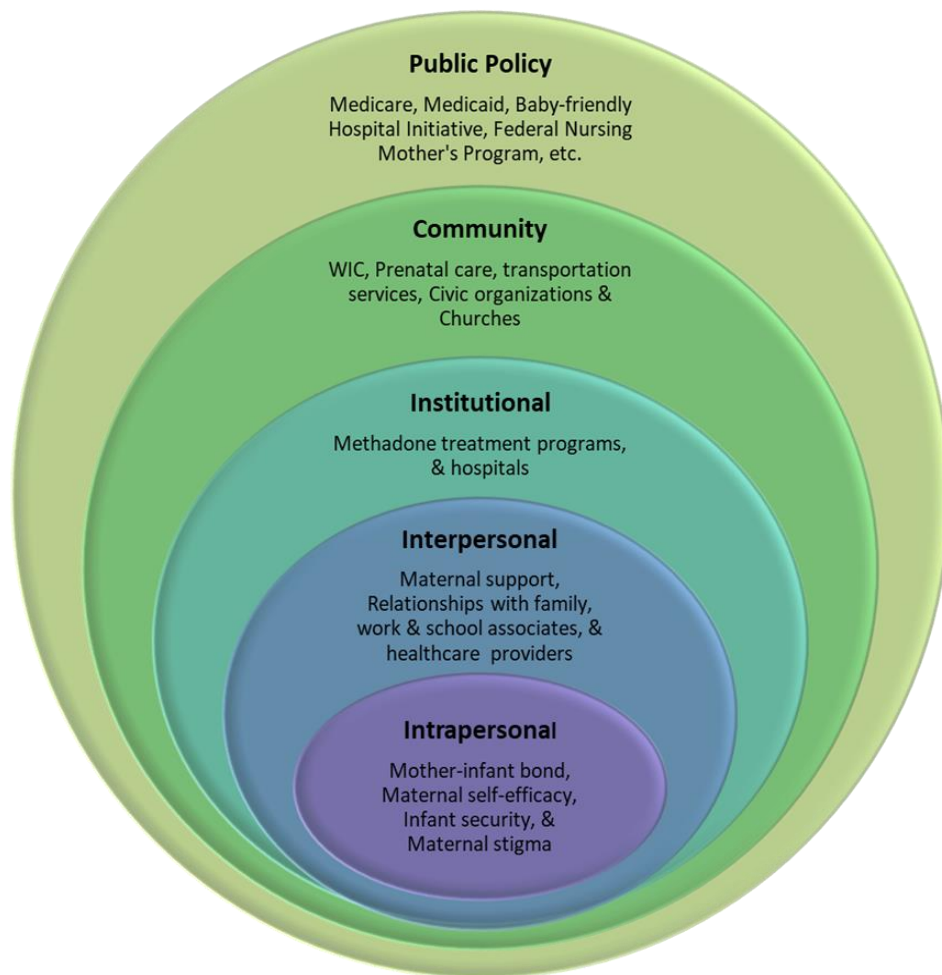 Public Policy
Medicare, Medicaid, Baby-friendly
Hospital Initiative, Federal Nursing
Mother's Program, etc.
Community
WIC, Prenatal care, transportation
services, Civic organizations &
Churches
Institutional
Methadone treatment programs,
& hospitals
Interpersonal
Maternal support,
Relationships with family,
work & school associates, &
healthcare providers
Intrapersonal
Mother-infant bond,
Maternal self-efficacy,
Infant security, &
Maternal stigma